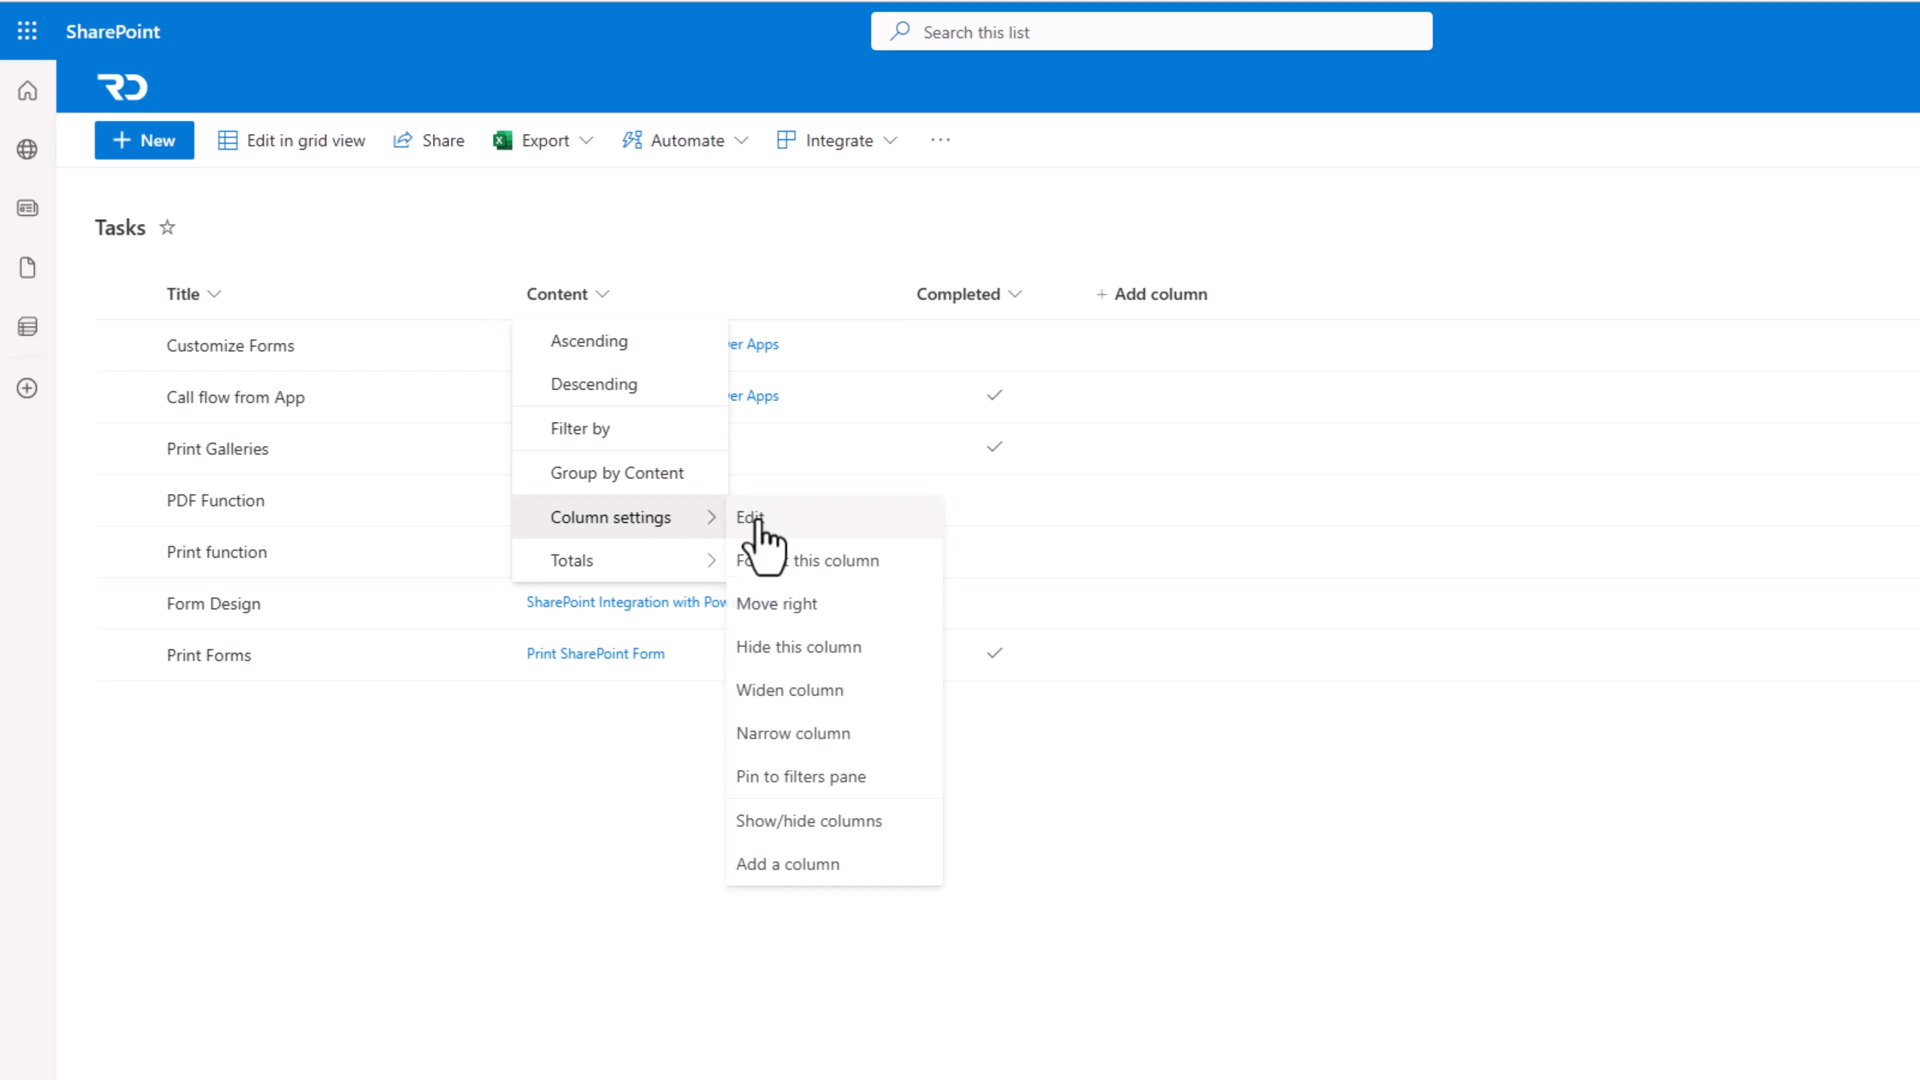 SharePoint
Search this list
RD
New
Edit in grid view
Share
Export
Automate
Integrate
Tasks
Title
Content
Completed
+ Add column
Customize Forms
Call flow from App
Print Galleries
PDF Function
Print function
Form Design
Print Forms
Apps
Apps
SharePoint Integration with
Print SharePoint Form
Ascending
Descending
Filter by
Group by Content
Column settings
Totals
Edit
this column
Move right
Hide this column
Widen column
Narrow column
Pin to filters pane
Show/hide columns
Add a column